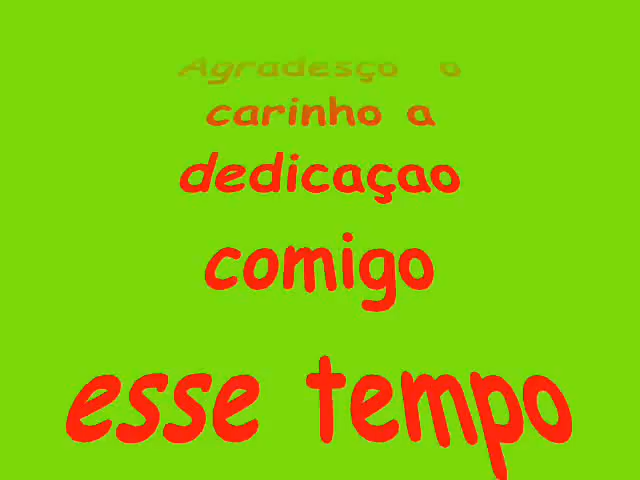 Agradesço o
carinho a
dedicaçao
comigo
esse tempo